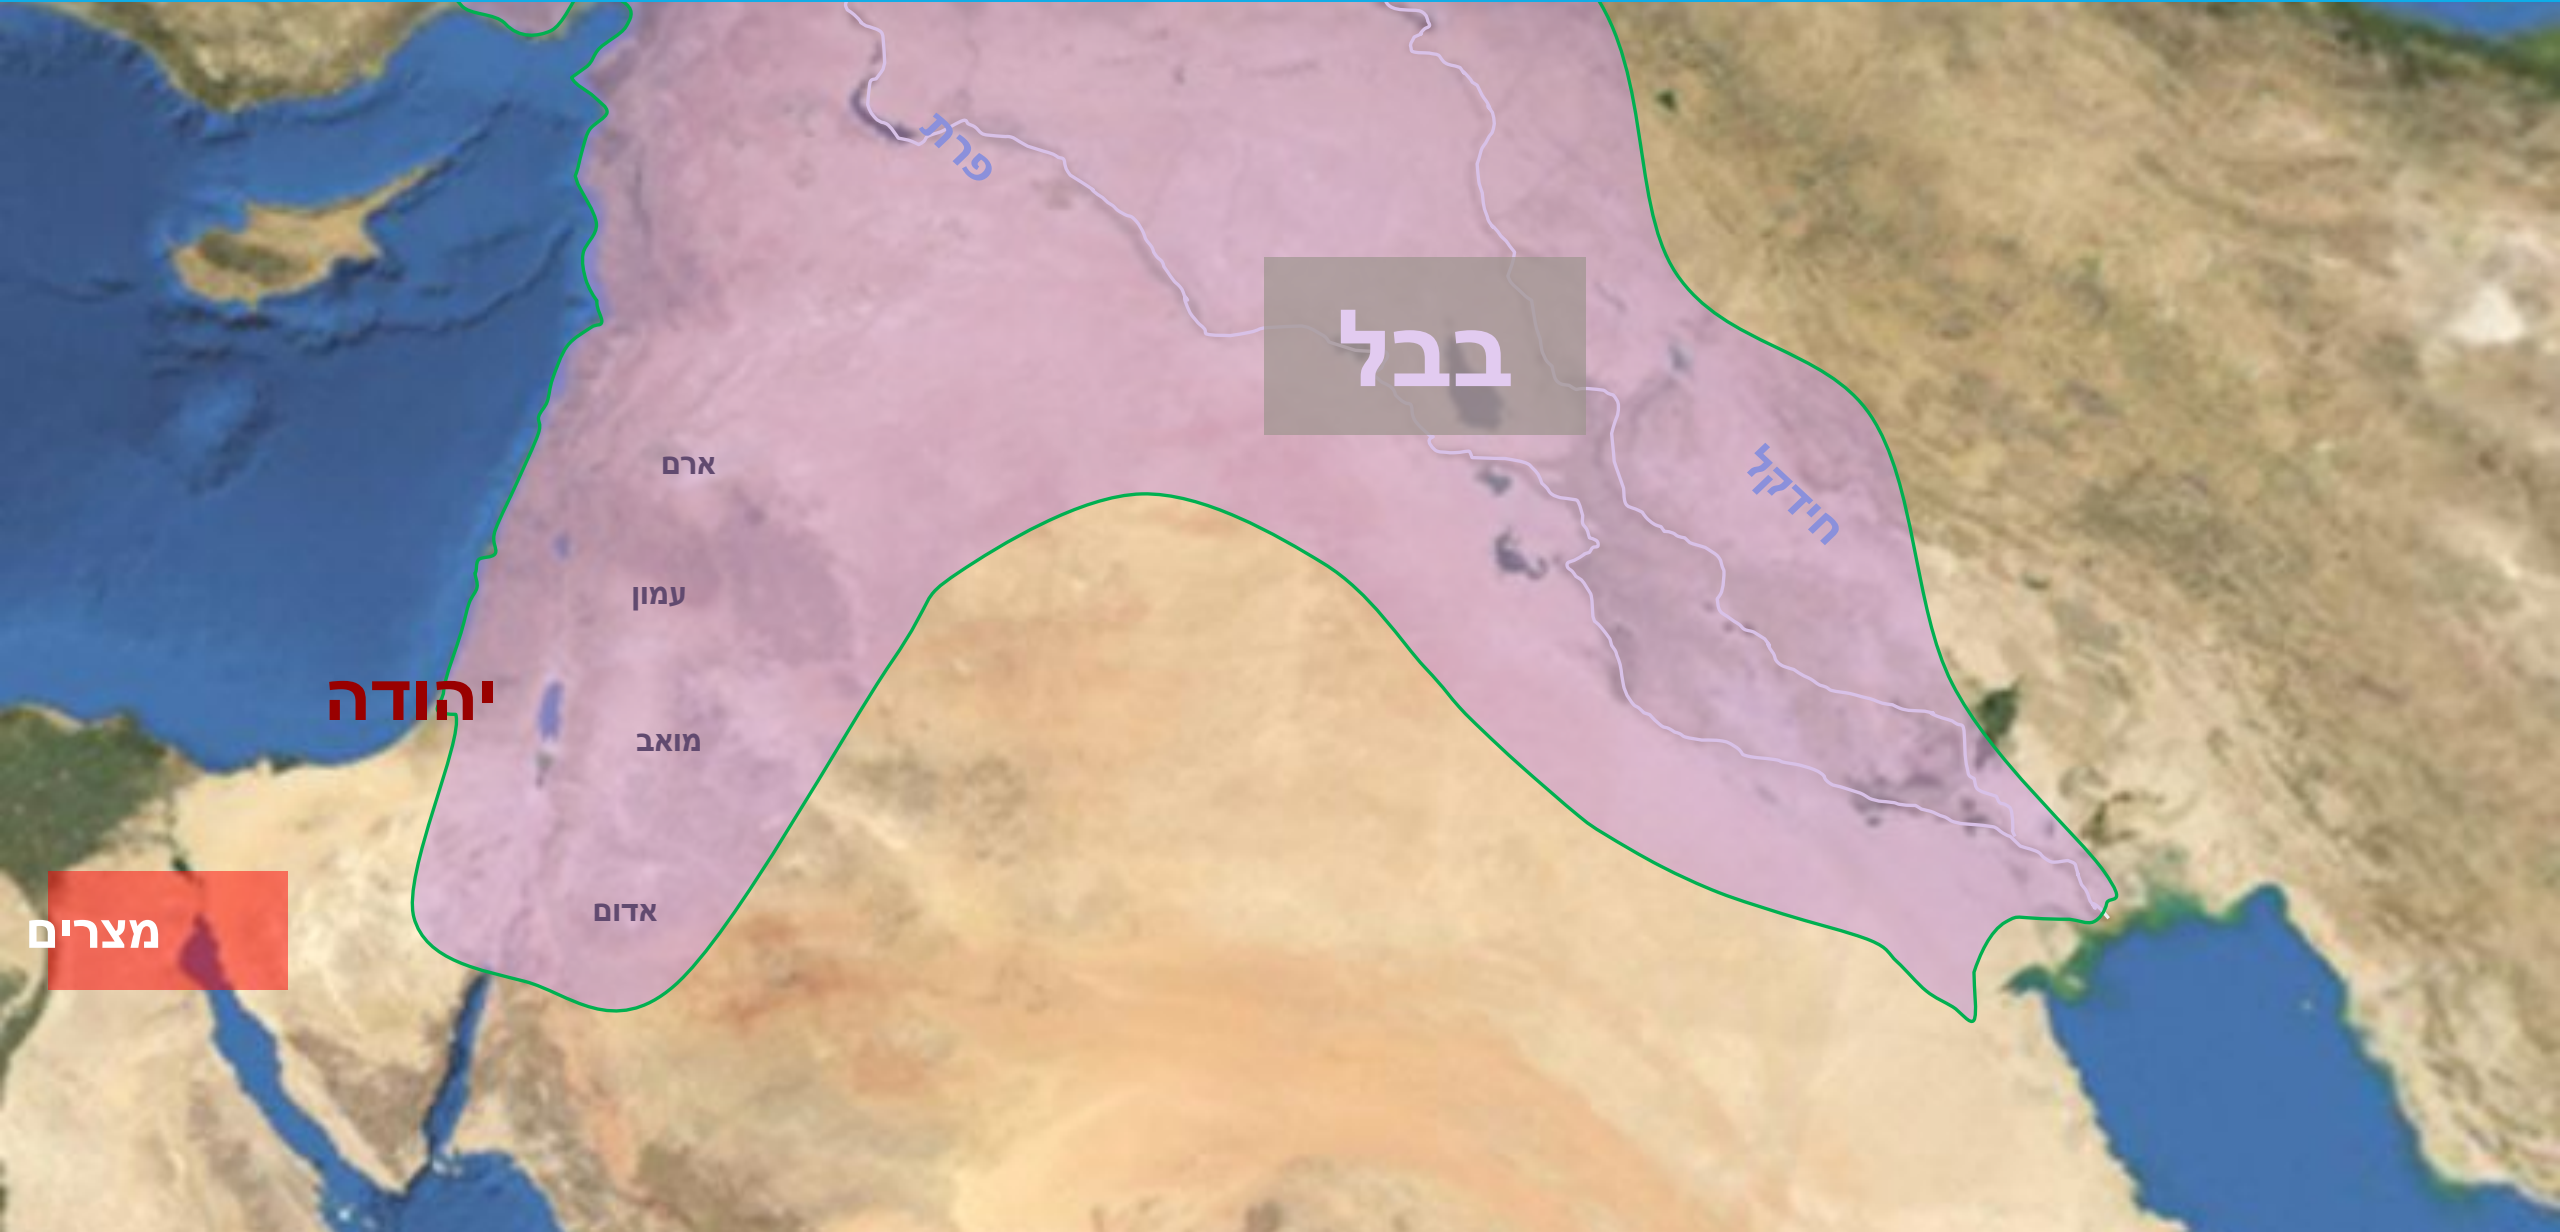 פרת
בבל
חידקל
ארם
עמון
יהודה
מואב
אדום
מצרים